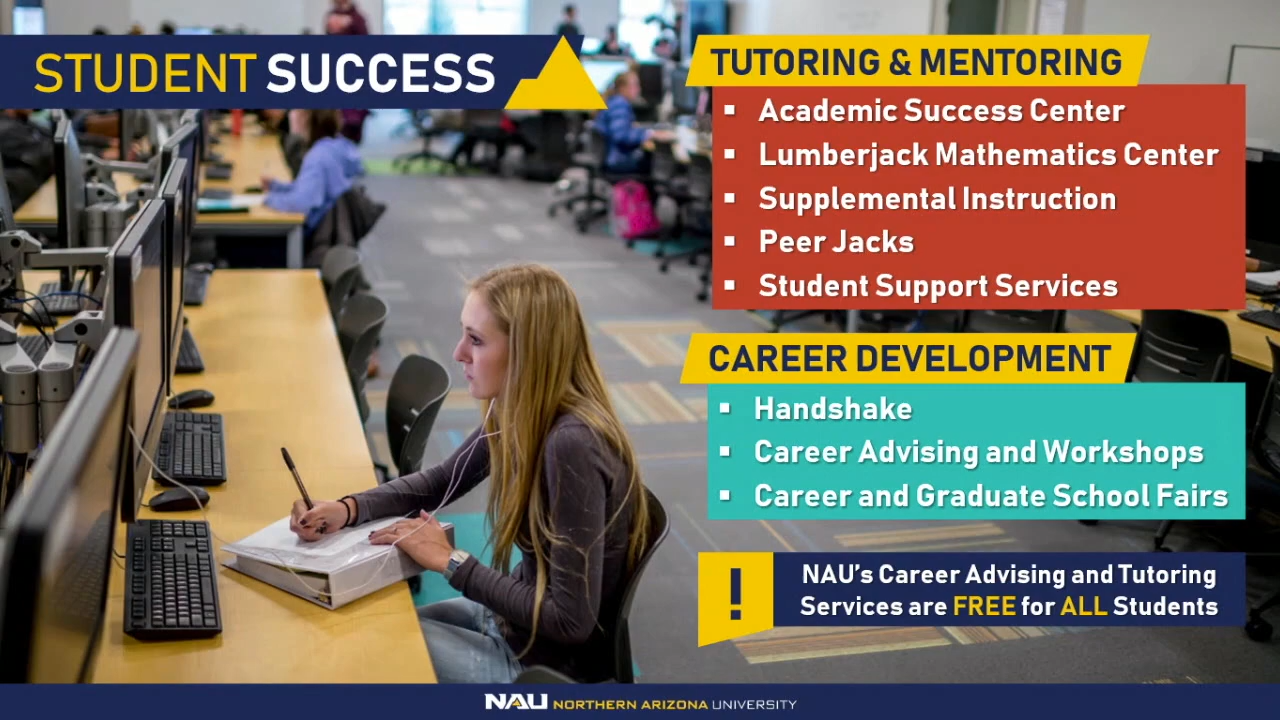 STUDENT SUCCESS
TUTORING & MENTORING
▪ Academic Success Center
▪ Lumberjack Mathematics Center
▪ Supplemental Instruction
▪ Peer Jacks
▪ Student Support Services
CAREER DEVELOPMENT
▪ Handshake
▪ Career Advising and Workshops
▪ Career and Graduate School Fairs
!
NAU’s Career Advising and Tutoring
Services are FREE for ALL Students
NAU NORTHERN ARIZONA UNIVERSITY